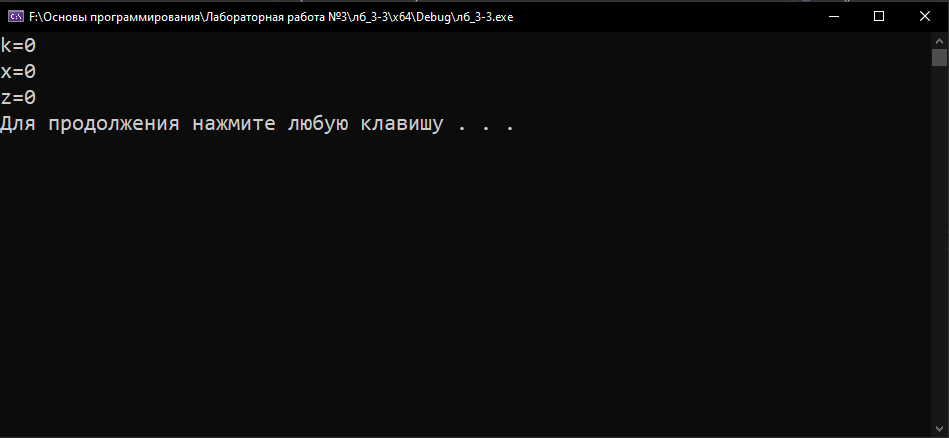 F:\Основы программирования\Лабораторная работа №3\лб_3-3\x64\Debug\лб_3-3.exe
k=0
x=0
z=0
Для продолжения нажмите любую клавишу . . .